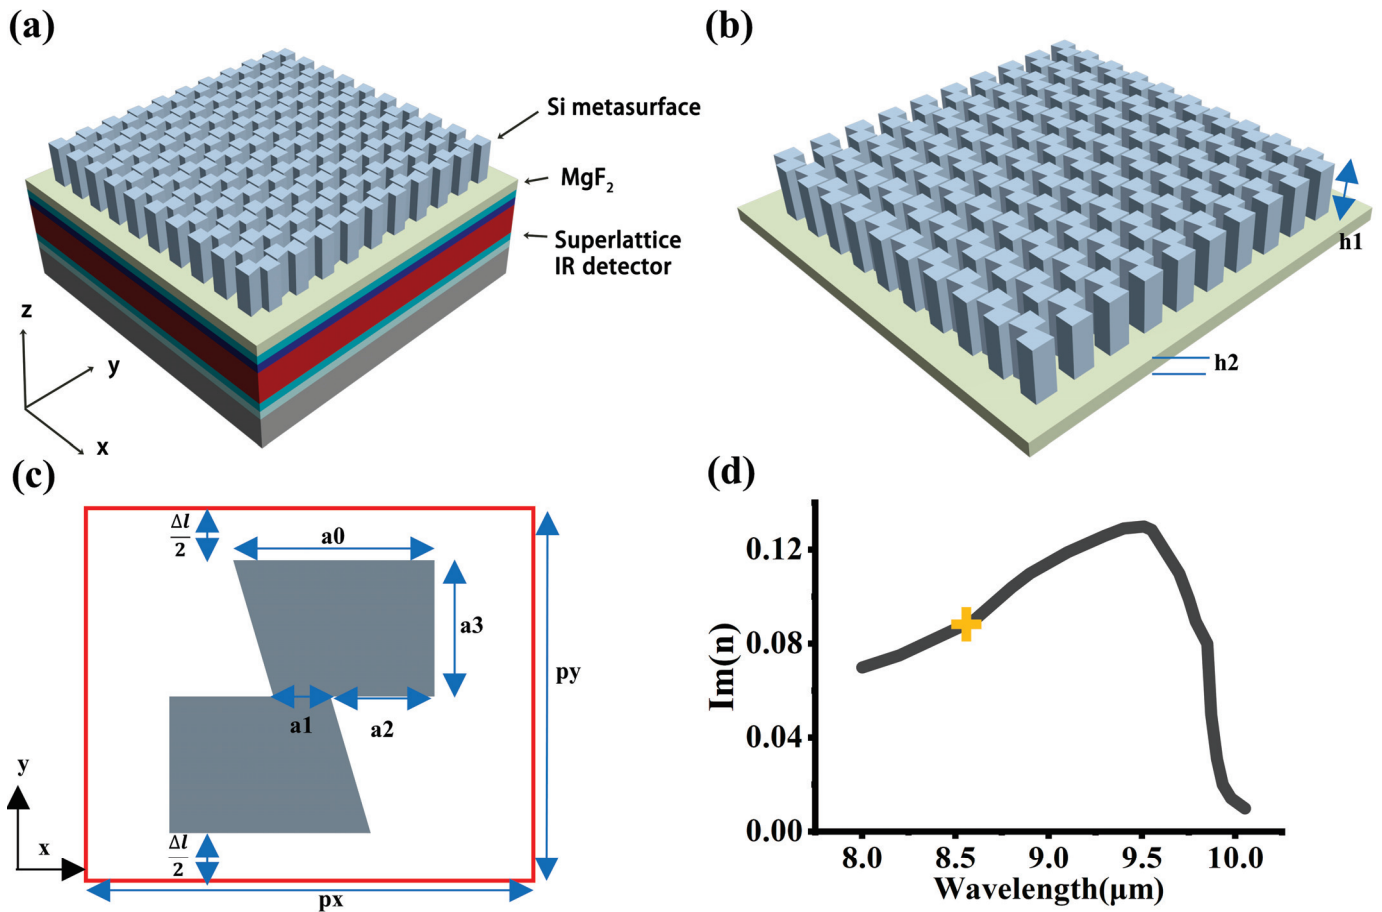 (a)
Si metasurface
MgF₂
Superlattice
IR detector
z
y
x
(b)
h1
h2
(c)
Δl/2
a0
a3
a1
a2
py
y
x
Δl/2
px
(d)
Im(n)
0.12
0.08
0.04
0.00
8.0 8.5 9.0 9.5 10.0
Wavelength(μm)